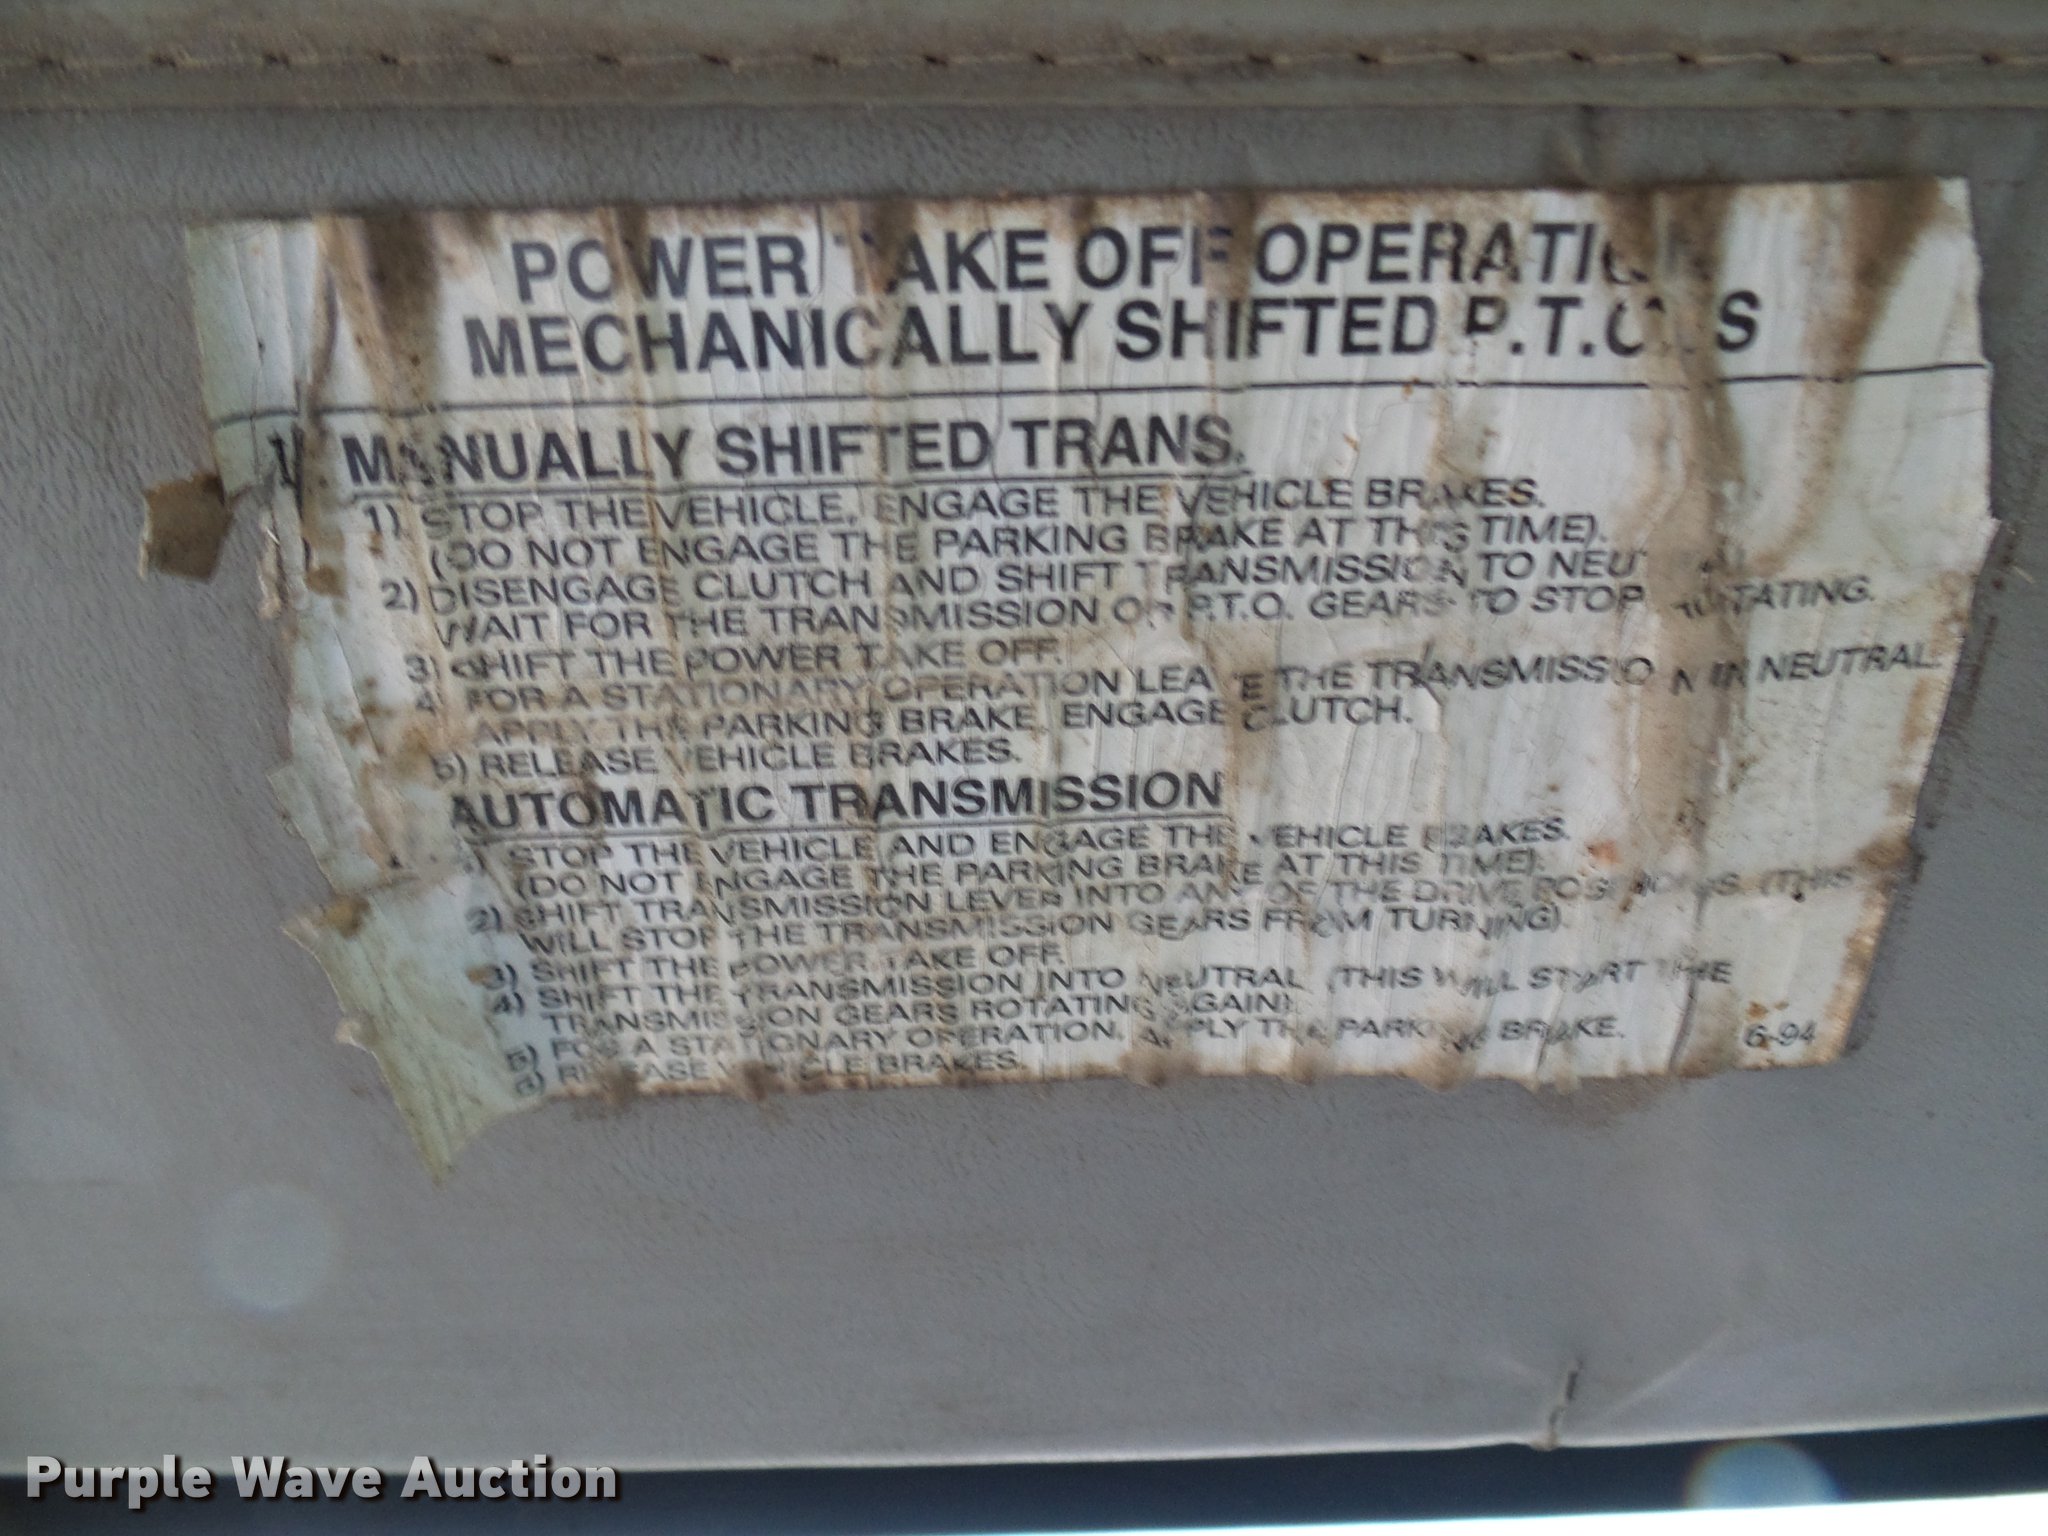 POWER TAKE OFF OPERATION
MECHANICALLY SHIFTED P.T.O.'S
MANUALLY SHIFTED TRANS.
1) STOP THE VEHICLE, ENGAGE THE VEHICLE BRAKES.
(DO NOT ENGAGE THE PARKING BRAKE AT THIS TIME).
2) DISENGAGE CLUTCH AND SHIFT TRANSMISSION TO NEUTRAL
WAIT FOR THE TRANSMISSION OR P.T.O. GEARS TO STOP ROTATING.
3) SHIFT THE POWER TAKE OFF.
4) FOR A STATIONARY OPERATION LEAVE THE TRANSMISSION IN NEUTRAL.
APPLY THE PARKING BRAKE, ENGAGE CLUTCH.
5) RELEASE VEHICLE BRAKES.
AUTOMATIC TRANSMISSION
STOP THE VEHICLE AND ENGAGE THE VEHICLE BRAKES.
(DO NOT ENGAGE THE PARKING BRAKE AT THIS TIME).
2) SHIFT TRANSMISSION LEVER INTO ANY OF THE DRIVE POSITIONS. (THIS
WILL STOP THE TRANSMISSION GEARS FROM TURNING).
3) SHIFT THE POWER TAKE OFF.
4) SHIFT THE TRANSMISSION INTO NEUTRAL (THIS WILL START THE
TRANSMISSION GEARS ROTATING AGAIN)
5) FOR A STATIONARY OPERATION, APPLY THE PARKING BRAKE.
RELEASE VEHICLE BRAKES.
6-94
Purple Wave Auction